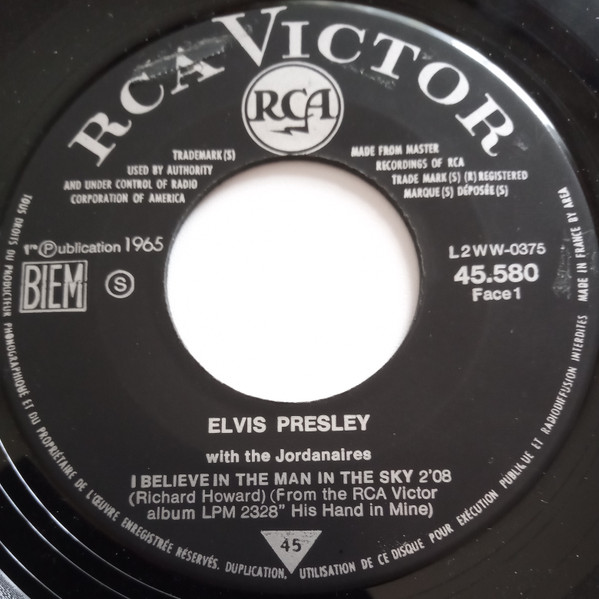 RCA VICTOR
RCA
TRADEMARK(S)
USED BY AUTHORITY
AND UNDER CONTROL OF RADIO
CORPORATION OF AMERICA
MADE FROM MASTER
RECORDINGS OF RCA
TRADE MARK(S) (R) REGISTERED
MARQUE(S) DÉPOSÉE(S)
1re Ⓟublication 1965
BIEM
S
L2WW-0375
45.580
Face 1
ELVIS PRESLEY
with the Jordanaires
I BELIEVE IN THE MAN IN THE SKY 2'08
(Richard Howard) (From the RCA Victor
album LPM 2328" His Hand in Mine)
45
TOUS DROITS DU PRODUCTEUR PHONOGRAPHIQUE ET DU PROPRIÉTAIRE DE L'ŒUVRE ENREGISTRÉE RÉSERVÉS. DUPLICATION, UTILISATION DE CE DISQUE POUR EXÉCUTION PUBLIQUE ET RADIODIFFUSION INTERDITES MADE IN FRANCE BY AREA